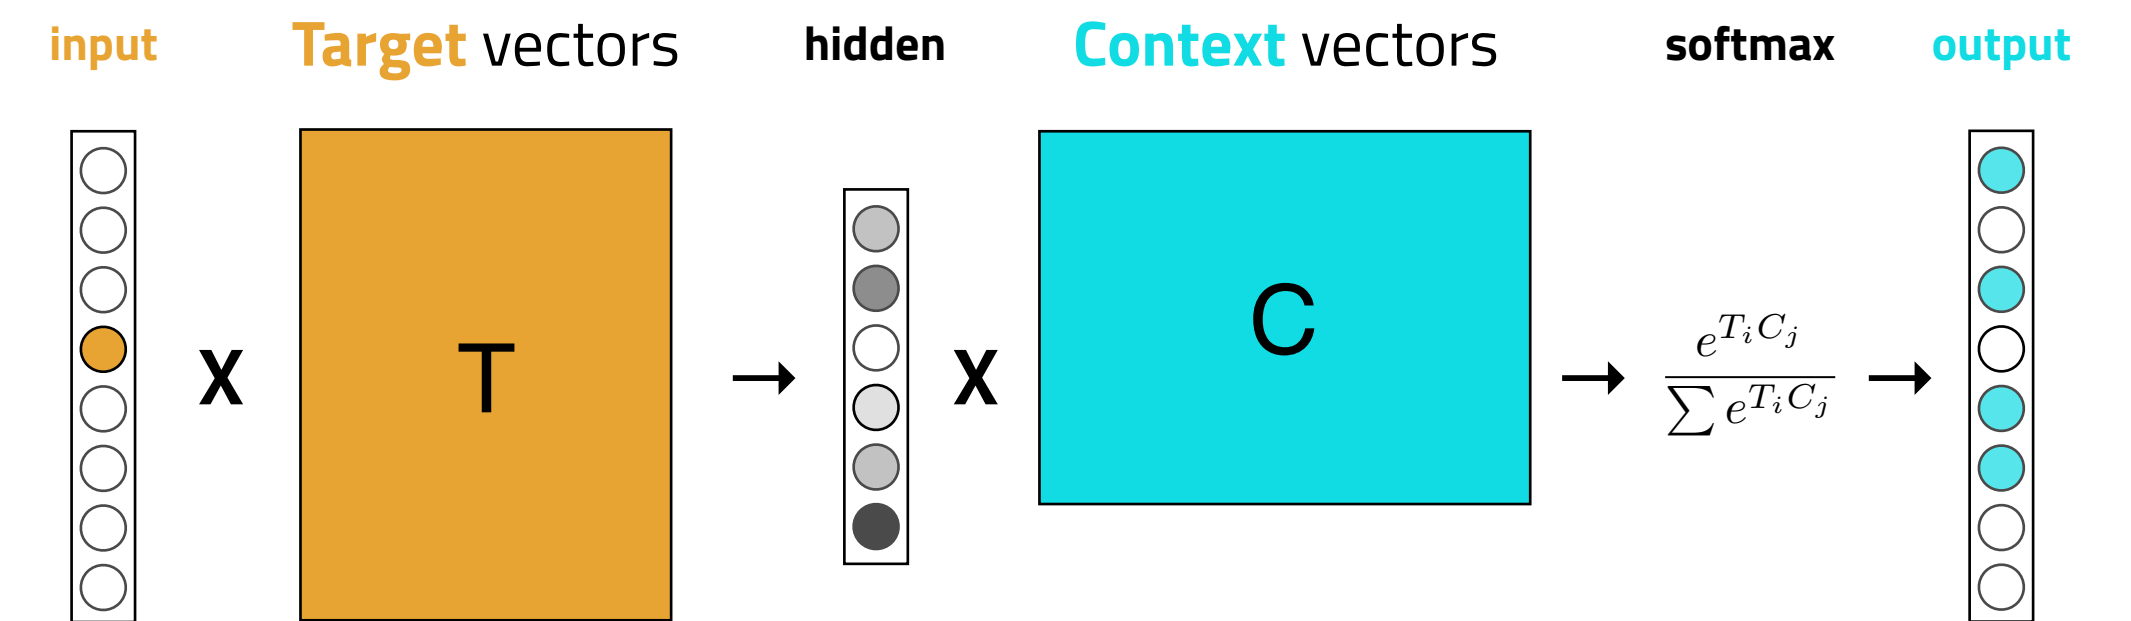 input Target vectors hidden Context vectors softmax output
X T → X C → e^{T_i C_j} / ∑ e^{T_i C_j} →